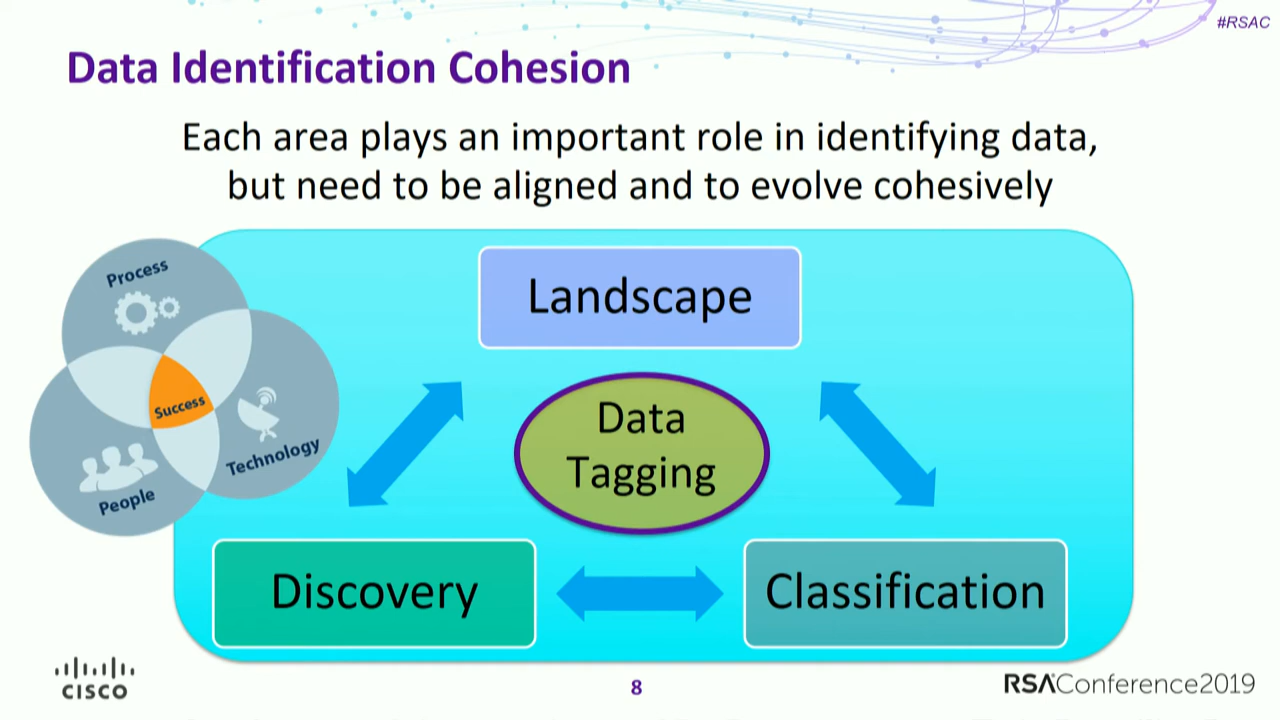 #RSAC
Data Identification Cohesion
Each area plays an important role in identifying data,
but need to be aligned and to evolve cohesively
Process
Success
Technology
People
Landscape
Data
Tagging
Discovery
Classification
CISCO
8
RSAConference2019